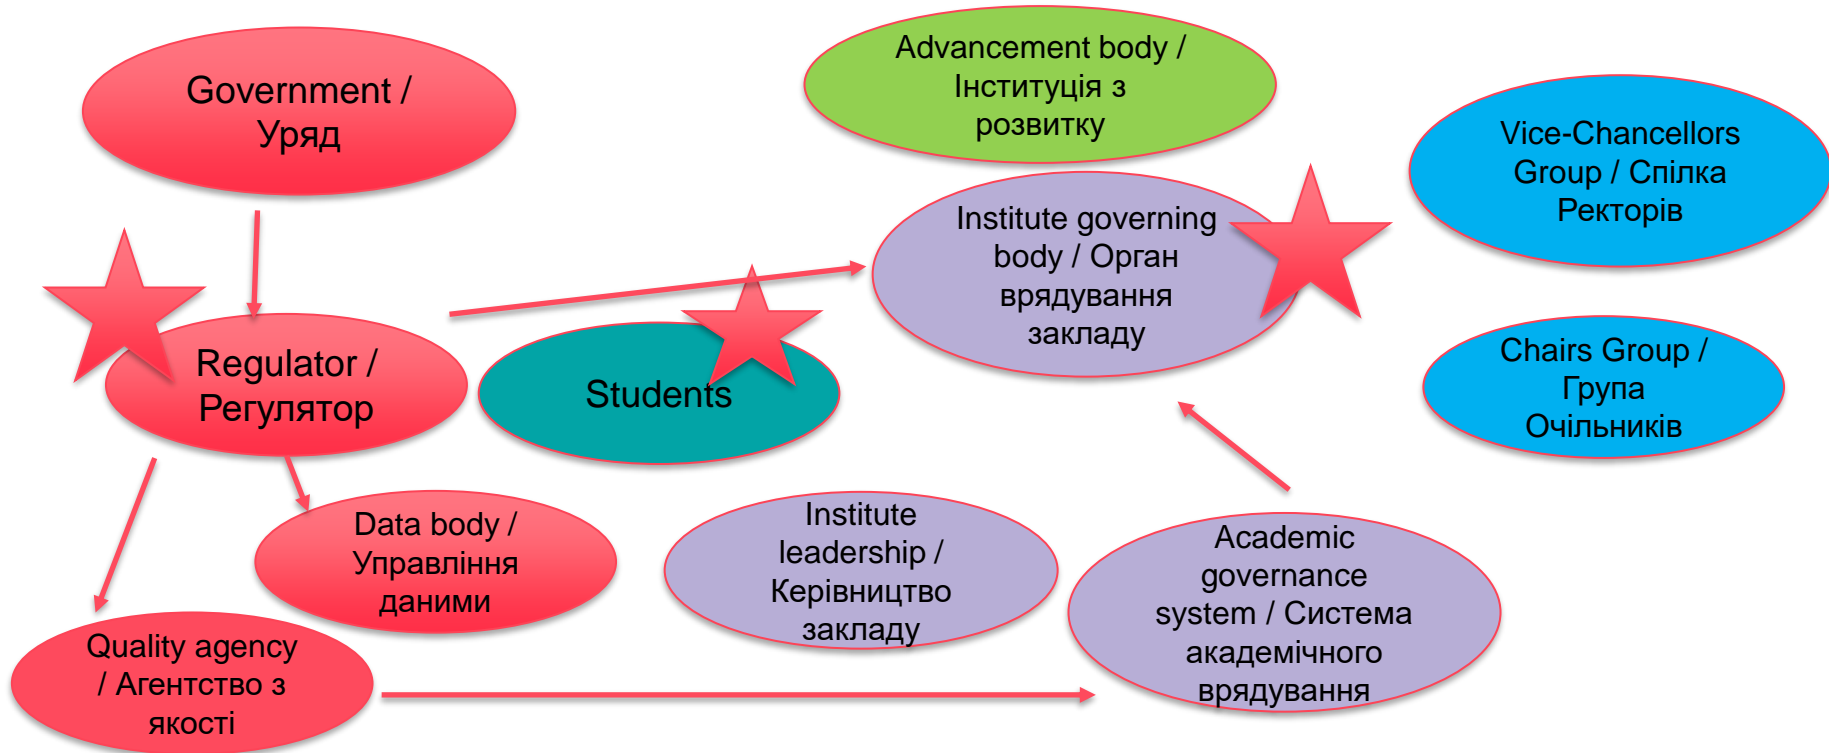 Government /
Уряд
Advancement body /
Інституція з
розвитку
Vice-Chancellors
Group / Спілка
Ректорів
Institute governing
body / Орган
врядування
закладу
Regulator /
Регулятор
Students
Chairs Group /
Група
Очільників
Data body /
Управління
даними
Institute
leadership /
Керівництво
закладу
Academic
governance
system / Система
академічного
врядування
Quality agency
/ Агентство з
якості